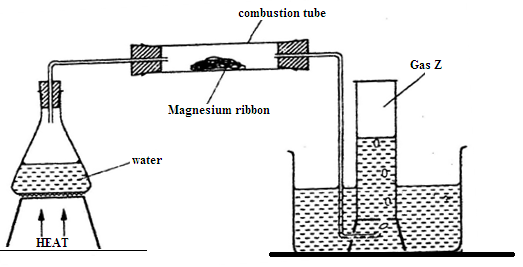 combustion tube
Gas Z
Magnesium ribbon
water
HEAT